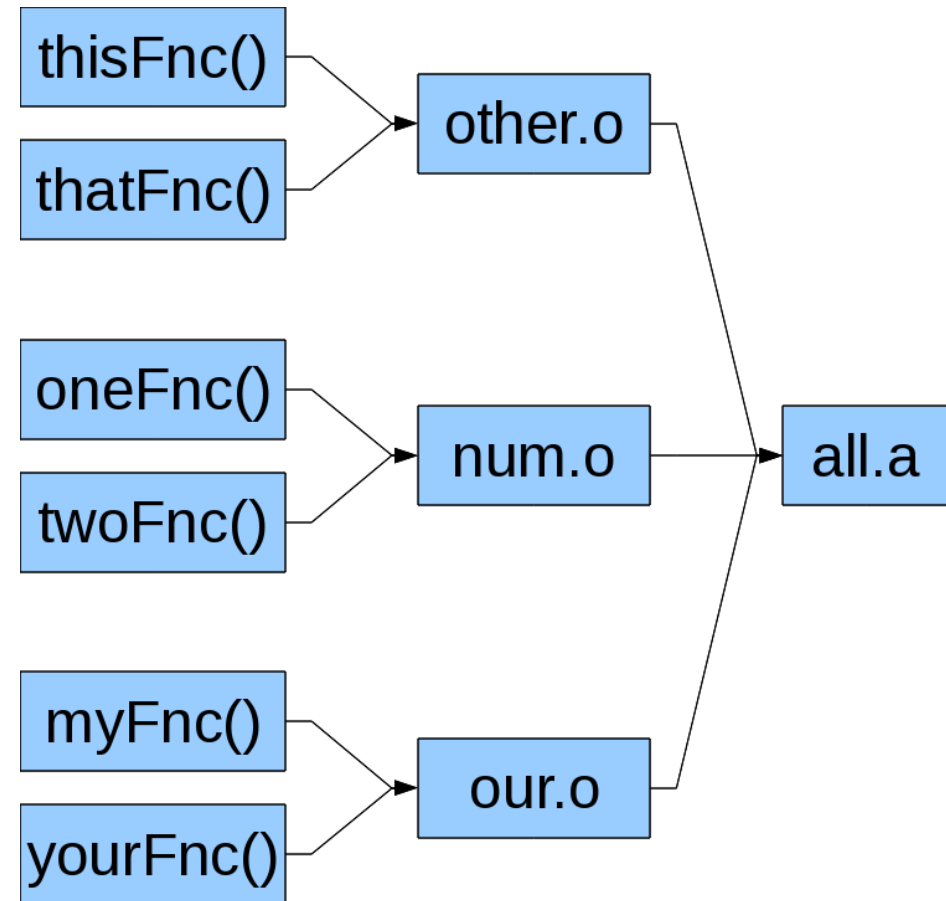 thisFnc()
thatFnc()
other.o
oneFnc()
twoFnc()
num.o
all.a
myFnc()
yourFnc()
our.o